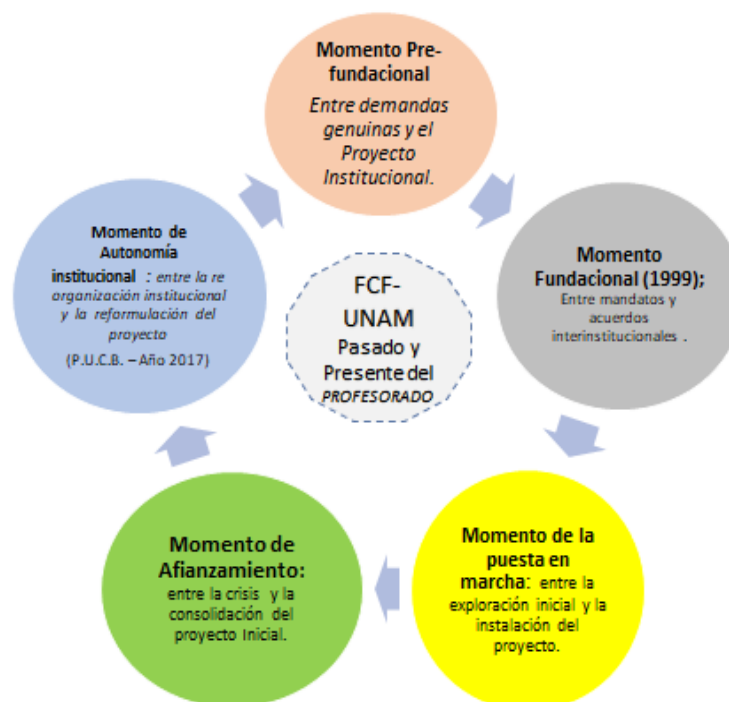 Momento Pre-
fundacional
Entre demandas
genuinas y el
Proyecto
Institucional.
Momento
Fundacional (1999);
Entre mandatos y
acuerdos
interinstitucionales .
Momento de la
puesta en
marcha: entre la
exploración inicial y la
instalación del
proyecto.
Momento de
Afianzamiento:
entre la crisis y la
consolidación del
proyecto Inicial.
Momento de
Autonomía
institucional : entre la re
organización institucional
y la reformulación del
proyecto
(P.U.C.B. – Año 2017)
FCF-
UNAM
Pasado y
Presente del
PROFESORADO